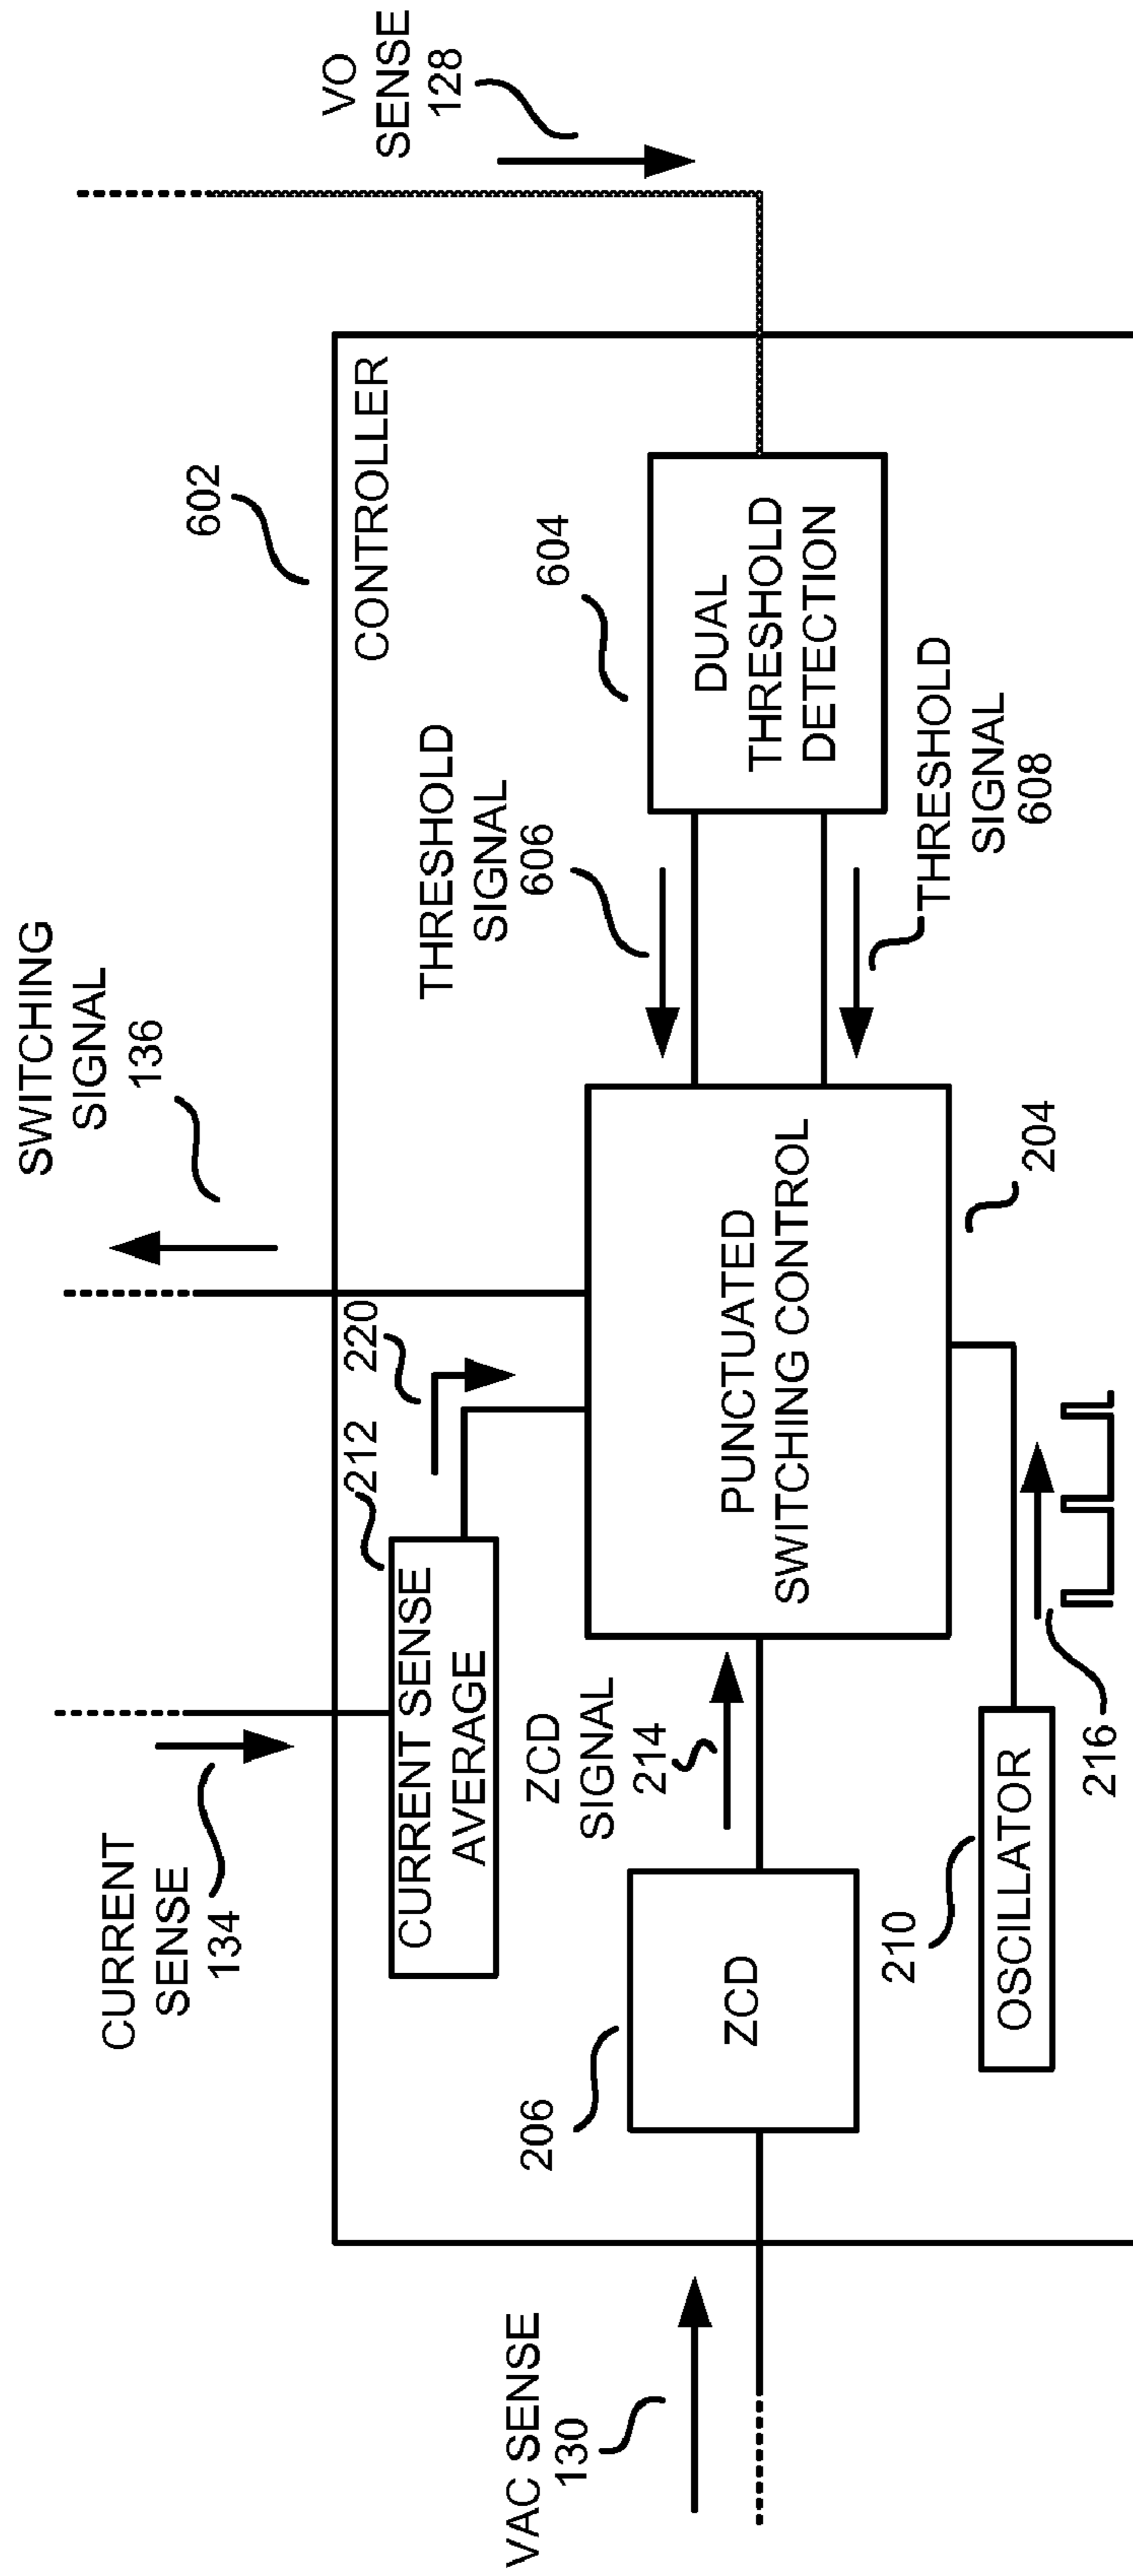 SWITCHING
SIGNAL
136
CURRENT
SENSE
134
VO
SENSE
128
602
CONTROLLER
212
220
CURRENT SENSE
AVERAGE
THRESHOLD
SIGNAL
606
604
VAC SENSE
130
206
ZCD
ZCD
SIGNAL
214
PUNCTUATED
SWITCHING CONTROL
DUAL
THRESHOLD
DETECTION
THRESHOLD
SIGNAL
608
210
OSCILLATOR
216
204